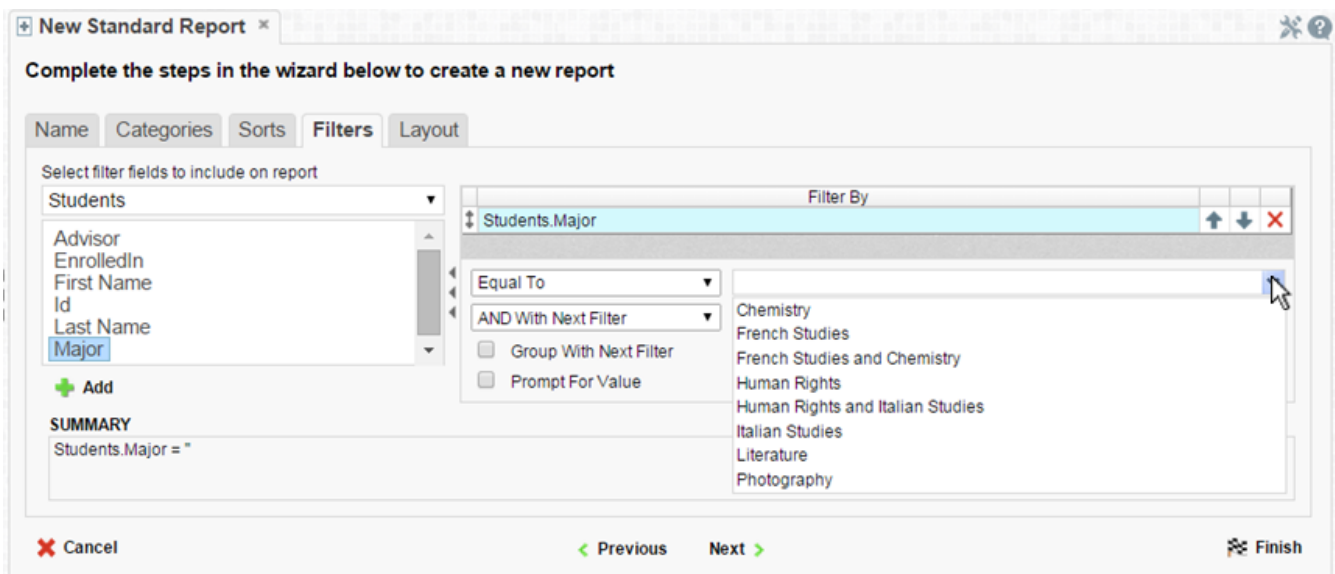 New Standard Report
Complete the steps in the wizard below to create a new report
Name Categories Sorts Filters Layout
Select filter fields to include on report
Students
Advisor
EnrolledIn
First Name
Id
Last Name
Major
Add
Filter By
Students.Major
Equal To
AND With Next Filter
Group With Next Filter
Prompt For Value
Chemistry
French Studies
French Studies and Chemistry
Human Rights
Human Rights and Italian Studies
Italian Studies
Literature
Photography
SUMMARY
Students.Major = ''
Cancel Previous Next Finish